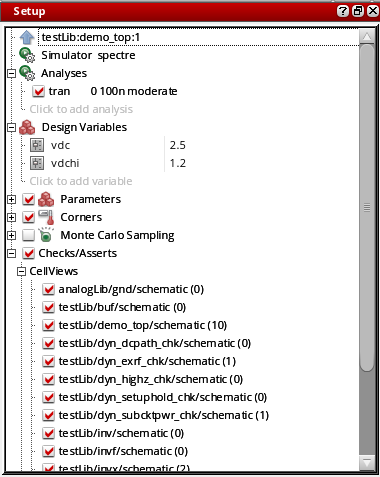 Setup
testLib:demo_top:1
Simulator spectre
Analyses
tran 0 100n moderate
Click to add analysis
Design Variables
vdc 2.5
vdchi 1.2
Click to add variable
Parameters
Corners
Monte Carlo Sampling
Checks/Asserts
CellViews
analogLib/gnd/schematic (0)
testLib/buf/schematic (0)
testLib/demo_top/schematic (10)
testLib/dyn_dcpath_chk/schematic (0)
testLib/dyn_exrf_chk/schematic (1)
testLib/dyn_highz_chk/schematic (0)
testLib/dyn_setuphold_chk/schematic (0)
testLib/dyn_subcktpwr_chk/schematic (1)
testLib/inv/schematic (0)
testLib/invf/schematic (0)
testLib/invx/schematic (2)